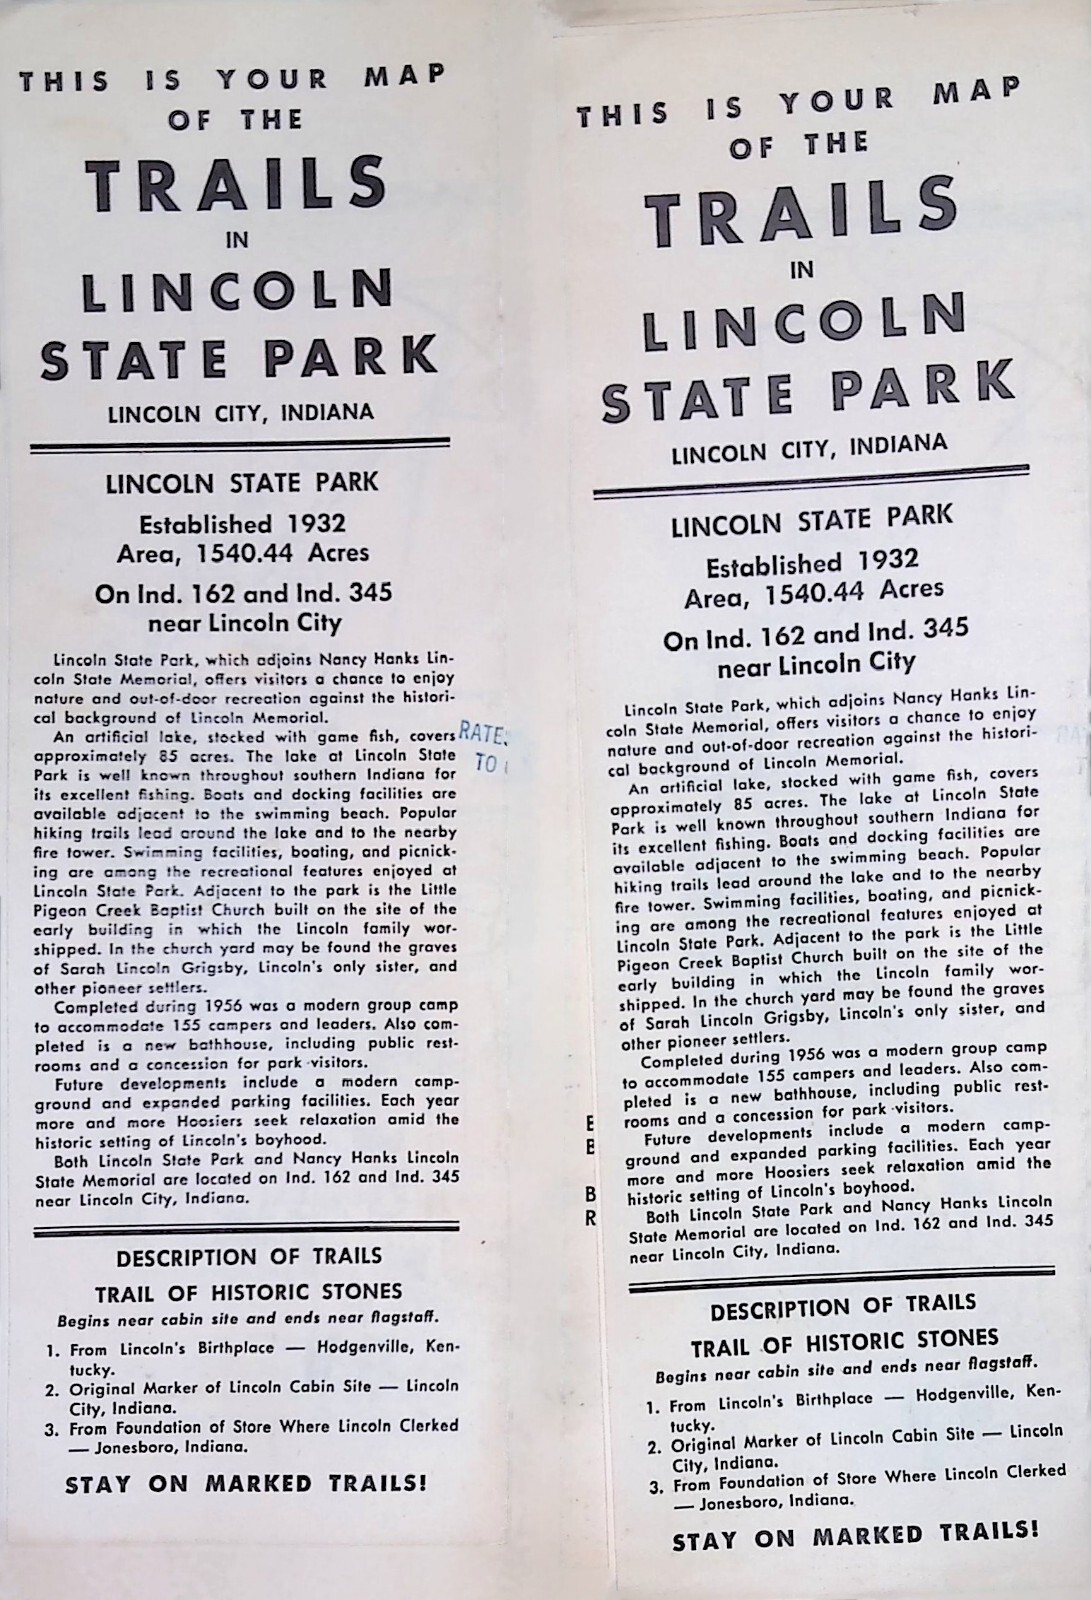 THIS IS YOUR MAP
OF THE
TRAILS
IN
LINCOLN
STATE PARK
LINCOLN CITY, INDIANA
LINCOLN STATE PARK
Established 1932
Area, 1540.44 Acres
On Ind. 162 and Ind. 345
near Lincoln City
Lincoln State Park, which adjoins Nancy Hanks Lin-
coln State Memorial, offers visitors a chance to enjoy
nature and out-of-door recreation against the histori-
cal background of Lincoln Memorial.
An artificial lake, stocked with game fish, covers
approximately 85 acres. The lake at Lincoln State
Park is well known throughout southern Indiana for
its excellent fishing. Boats and docking facilities are
available adjacent to the swimming beach. Popular
hiking trails lead around the lake and to the nearby
fire tower. Swimming facilities, boating, and picnick-
ing are among the recreational features enjoyed at
Lincoln State Park. Adjacent to the park is the Little
Pigeon Creek Baptist Church built on the site of the
early building in which the Lincoln family wor-
shipped. In the church yard may be found the graves
of Sarah Lincoln Grigsby, Lincoln's only sister, and
other pioneer settlers.
Completed during 1956 was a modern group camp
to accommodate 155 campers and leaders. Also com-
pleted is a new bathhouse, including public rest-
rooms and a concession for park visitors.
Future developments include a modern camp-
ground and expanded parking facilities. Each year
more and more Hoosiers seek relaxation amid the
historic setting of Lincoln's boyhood.
Both Lincoln State Park and Nancy Hanks Lincoln
State Memorial are located on Ind. 162 and Ind. 345
near Lincoln City, Indiana.
DESCRIPTION OF TRAILS
TRAIL OF HISTORIC STONES
Begins near cabin site and ends near flagstaff.
1. From Lincoln's Birthplace — Hodgenville, Ken-
tucky.
2. Original Marker of Lincoln Cabin Site — Lincoln
City, Indiana.
3. From Foundation of Store Where Lincoln Clerked
— Jonesboro, Indiana.
STAY ON MARKED TRAILS!
RATE
TO
E
E
B
R
THIS IS YOUR MAP
OF THE
TRAILS
IN
LINCOLN
STATE PARK
LINCOLN CITY, INDIANA
LINCOLN STATE PARK
Established 1932
Area, 1540.44 Acres
On Ind. 162 and Ind. 345
near Lincoln City
Lincoln State Park, which adjoins Nancy Hanks Lin-
coln State Memorial, offers visitors a chance to enjoy
nature and out-of-door recreation against the histori-
cal background of Lincoln Memorial.
An artificial lake, stocked with game fish, covers
approximately 85 acres. The lake at Lincoln State
Park is well known throughout southern Indiana for
its excellent fishing. Boats and docking facilities are
available adjacent to the swimming beach. Popular
hiking trails lead around the lake and to the nearby
fire tower. Swimming facilities, boating, and picnick-
ing are among the recreational features enjoyed at
Lincoln State Park. Adjacent to the park is the Little
Pigeon Creek Baptist Church built on the site of the
early building in which the Lincoln family wor-
shipped. In the church yard may be found the graves
of Sarah Lincoln Grigsby, Lincoln's only sister, and
other pioneer settlers.
Completed during 1956 was a modern group camp
to accommodate 155 campers and leaders. Also com-
pleted is a new bathhouse, including public rest-
rooms and a concession for park visitors.
Future developments include a modern camp-
ground and expanded parking facilities. Each year
more and more Hoosiers seek relaxation amid the
historic setting of Lincoln's boyhood.
Both Lincoln State Park and Nancy Hanks Lincoln
State Memorial are located on Ind. 162 and Ind. 345
near Lincoln City, Indiana.
DESCRIPTION OF TRAILS
TRAIL OF HISTORIC STONES
Begins near cabin site and ends near flagstaff.
1. From Lincoln's Birthplace — Hodgenville, Ken-
tucky.
2. Original Marker of Lincoln Cabin Site — Lincoln
City, Indiana.
3. From Foundation of Store Where Lincoln Clerked
— Jonesboro, Indiana.
STAY ON MARKED TRAILS!